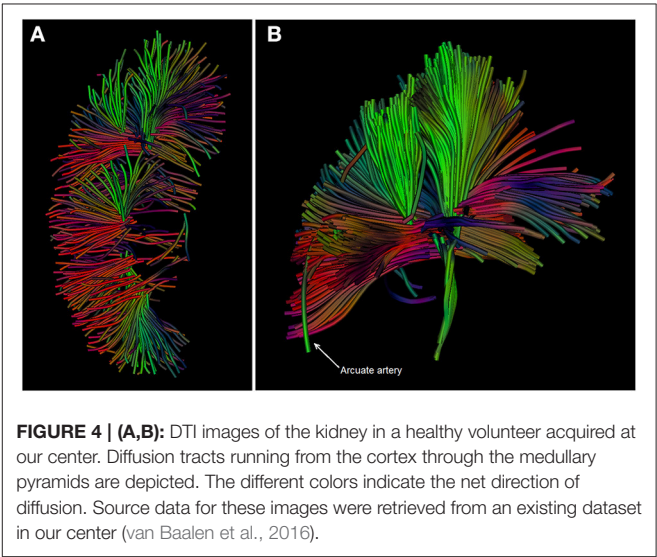 A
B
Arcuate artery
FIGURE 4 | (A,B): DTI images of the kidney in a healthy volunteer acquired at
our center. Diffusion tracts running from the cortex through the medullary
pyramids are depicted. The different colors indicate the net direction of
diffusion. Source data for these images were retrieved from an existing dataset
in our center (van Baalen et al., 2016).